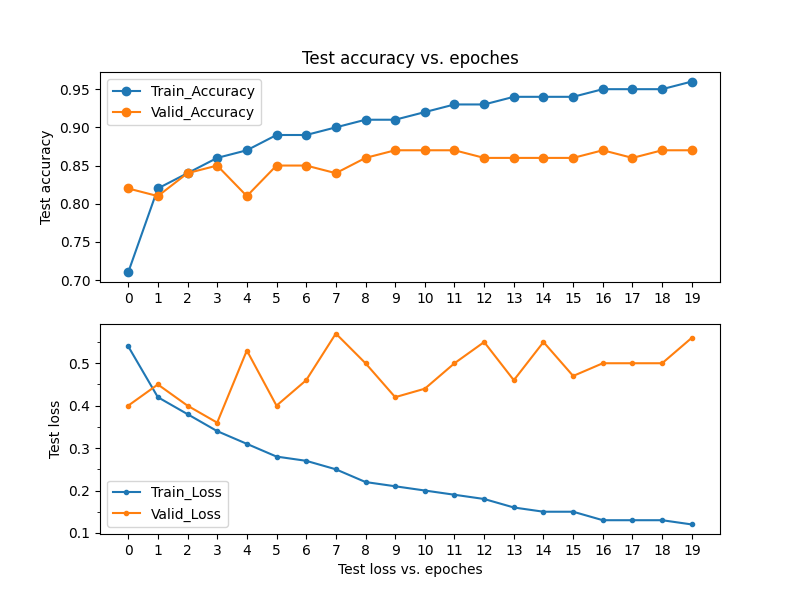 Test accuracy vs. epoches
Test accuracy
0.95
0.90
0.85
0.80
0.75
0.70
Train_Accuracy
Valid_Accuracy
0 1 2 3 4 5 6 7 8 9 10 11 12 13 14 15 16 17 18 19
Test loss
0.5
0.4
0.3
0.2
0.1
Train_Loss
Valid_Loss
0 1 2 3 4 5 6 7 8 9 10 11 12 13 14 15 16 17 18 19
Test loss vs. epoches